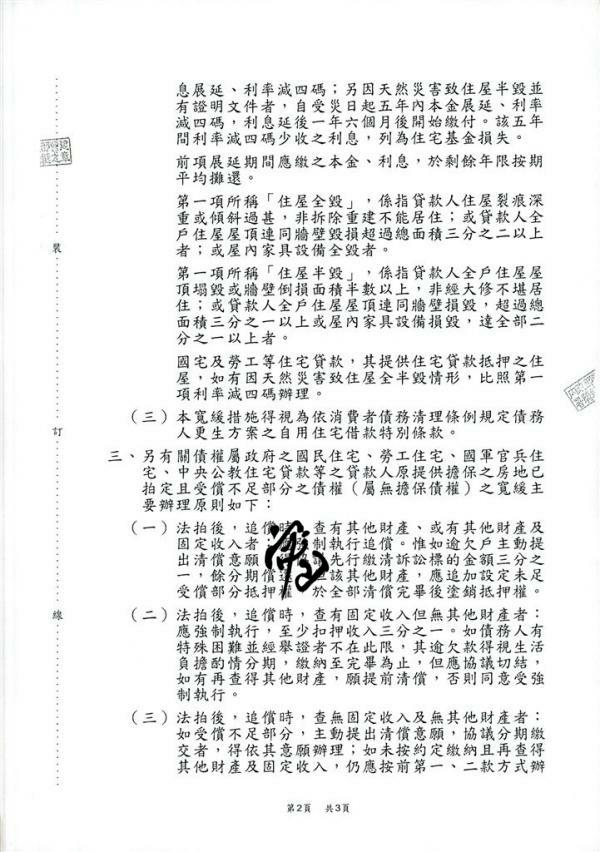 息展延、利率減四碼；另因天然災害致住屋半毀並
有證明文件者，自受災日起五年內本金展延、利率
減四碼，利息延後一年六個月後開始繳付。該五年
間利率減四碼少收之利息，列為住宅基金損失。
前項展延期間應繳之本金、利息，於剩餘年限按期
平均攤還。
第一項所稱「住屋全毀」，係指貸款人住屋裂痕深
重或傾斜過甚，非拆除重建不能居住；或貸款人全
戶住屋屋頂連同牆壁毀損超過總面積三分之二以上
者；或屋內家具設備全毀者。
第一項所稱「住屋半毀」，係指貸款人全戶住屋屋
頂塌毀或牆壁倒損面積半數以上，非經大修不堪居
住；或貸款人全戶住屋屋頂連同牆壁毀損，超過總
面積三分之一以上或屋內家具設備損毀，達全部二
分之一以上者。
國宅及勞工等住宅貸款，其提供住宅貸款抵押之住
屋，如有因天然災害致住屋全半毀情形，比照第一
項利率減四碼辦理。
（三）本寬緩措施得視為依消費者債務清理條例規定債務
人更生方案之自用住宅借款特別條款。
三、另有關債權屬政府之國民住宅、勞工住宅、國軍官兵住
宅、中央公教住宅貸款等之貸款人原提供擔保之房地已
拍定且受償不足部分之債權（屬無擔保債權）之寬緩主
要辦理原則如下：
（一）法拍後，追償時，查有其他財產、或有其他財產及
固定收入者：制執行追償。惟如逾欠戶主動提
出清償意願先行繳清訴訟標的金額三分之
一，餘分期償還該其他財產，應追加設定未足
受償部分抵押權於全部清償完畢後塗銷抵押權。
（二）法拍後，追償時，查有固定收入但無其他財產者：
應強制執行，至少扣押收入三分之一。如債務人有
特殊困難並經舉證者不在此限，其逾欠款得視生活
負擔酌情分期，繳納至完畢為止，但應協議切結，
如有再查得其他財產，願提前清償，否則同意受強
制執行。
（三）法拍後，追償時，查無固定收入及無其他財產者：
如受償不足部分，主動提出清償意願，協議分期繳
交者，得依其意願辦理；如未按約定繳納且再查得
其他財產及固定收入，仍應按前第一、二款方式辦
裝
訂
線
第2頁 共3頁